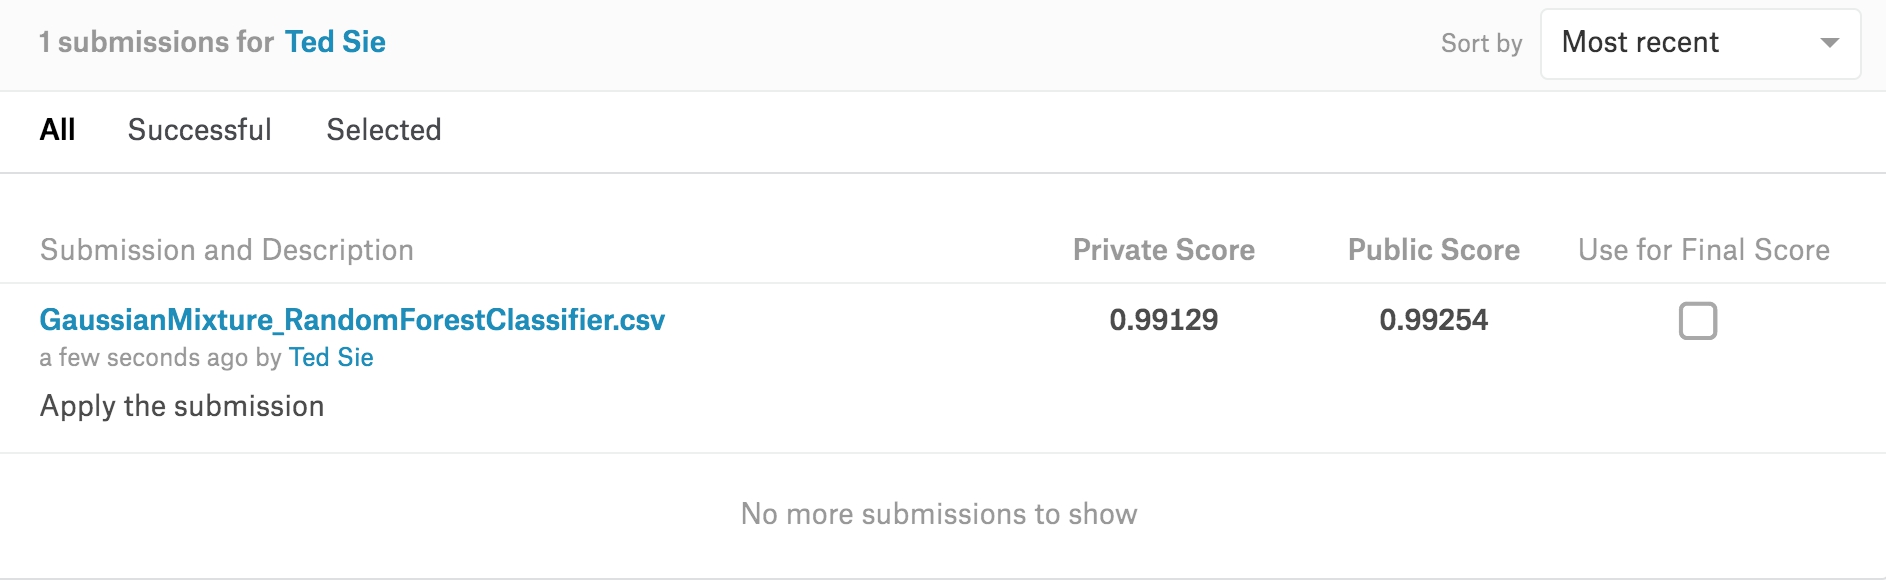 1 submissions for Ted Sie
Sort by Most recent
All Successful Selected
Submission and Description Private Score Public Score Use for Final Score
GaussianMixture_RandomForestClassifier.csv 0.99129 0.99254
a few seconds ago by Ted Sie
Apply the submission
No more submissions to show